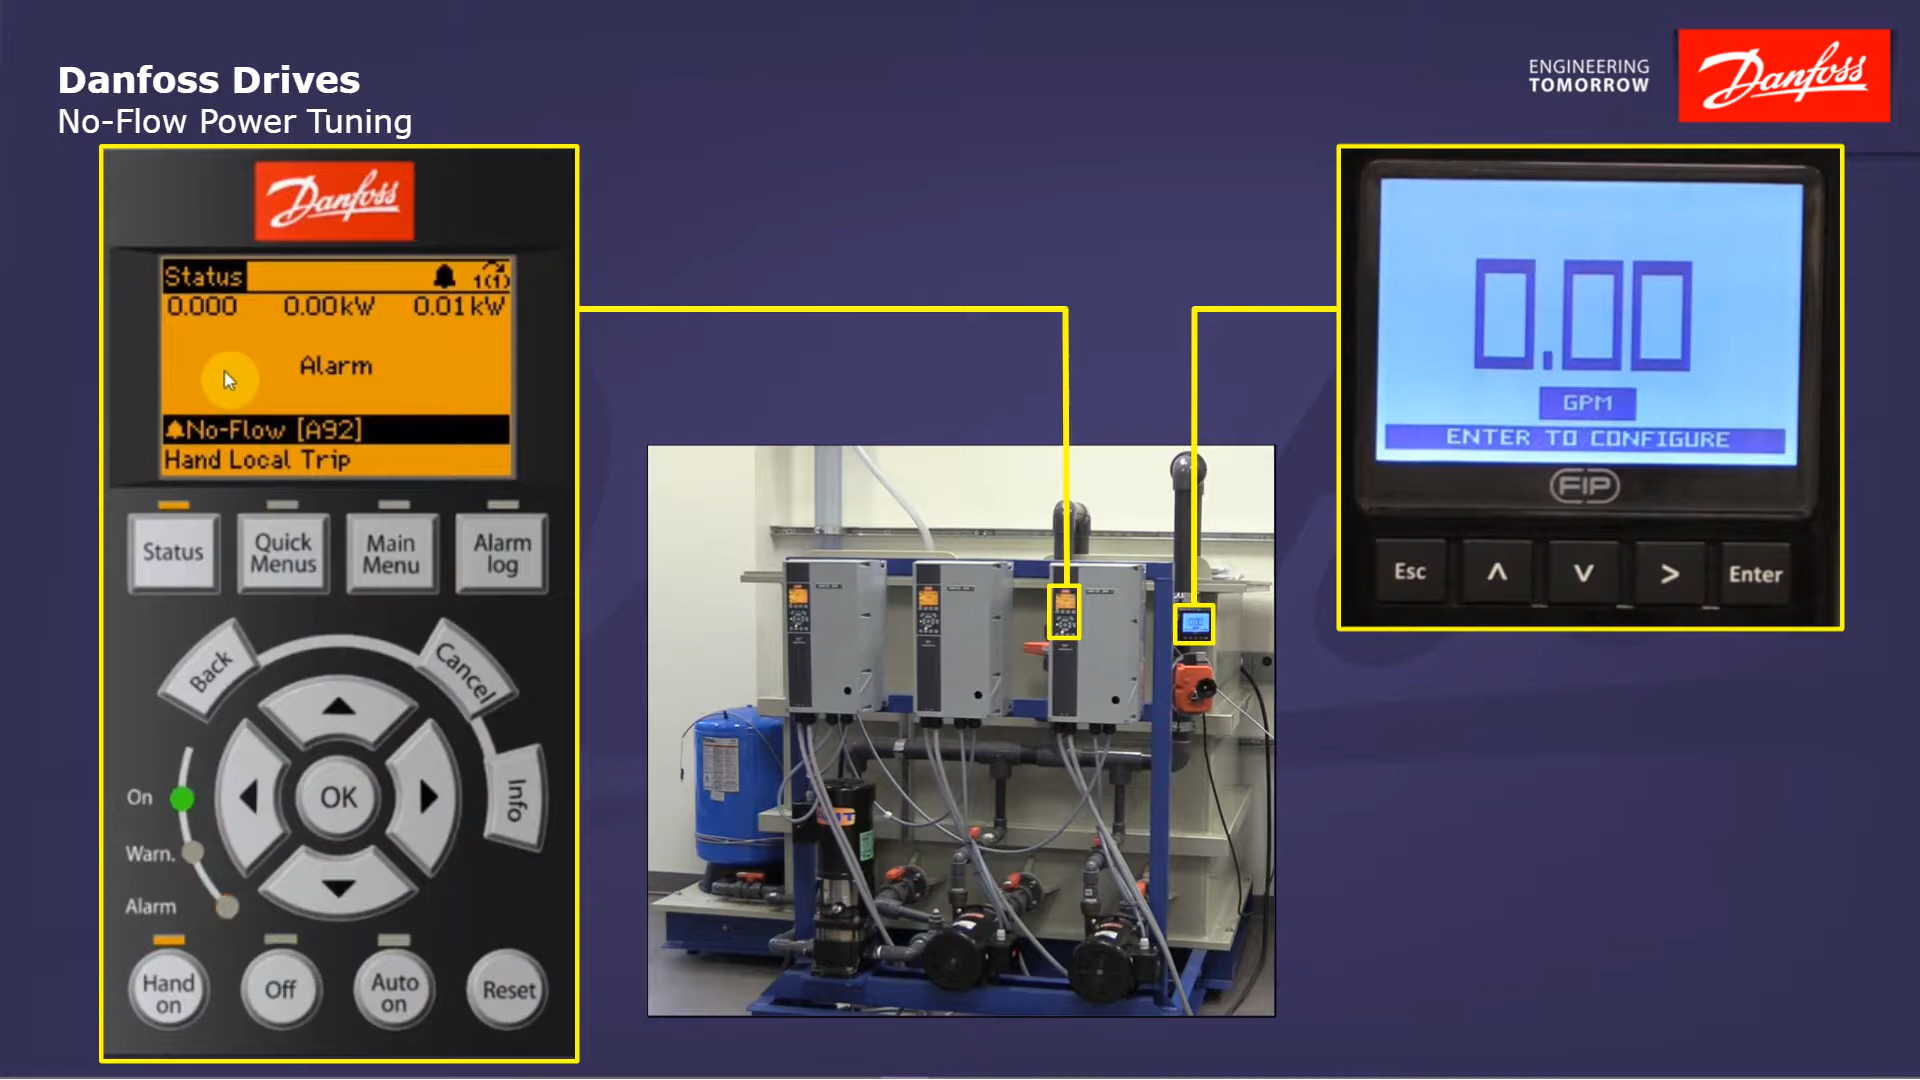 Danfoss Drives
No-Flow Power Tuning
ENGINEERING
TOMORROW
Danfoss
Danfoss
Status
1(1)
0.000 0.00kW 0.01kW
Alarm
No-Flow [A92]
Hand Local Trip
Status
Quick
Menus
Main
Menu
Alarm
log
Back
Cancel
Info
OK
On
Warn.
Alarm
Hand
on
Off
Auto
on
Reset
0.00
GPM
ENTER TO CONFIGURE
FIP
Esc
Enter